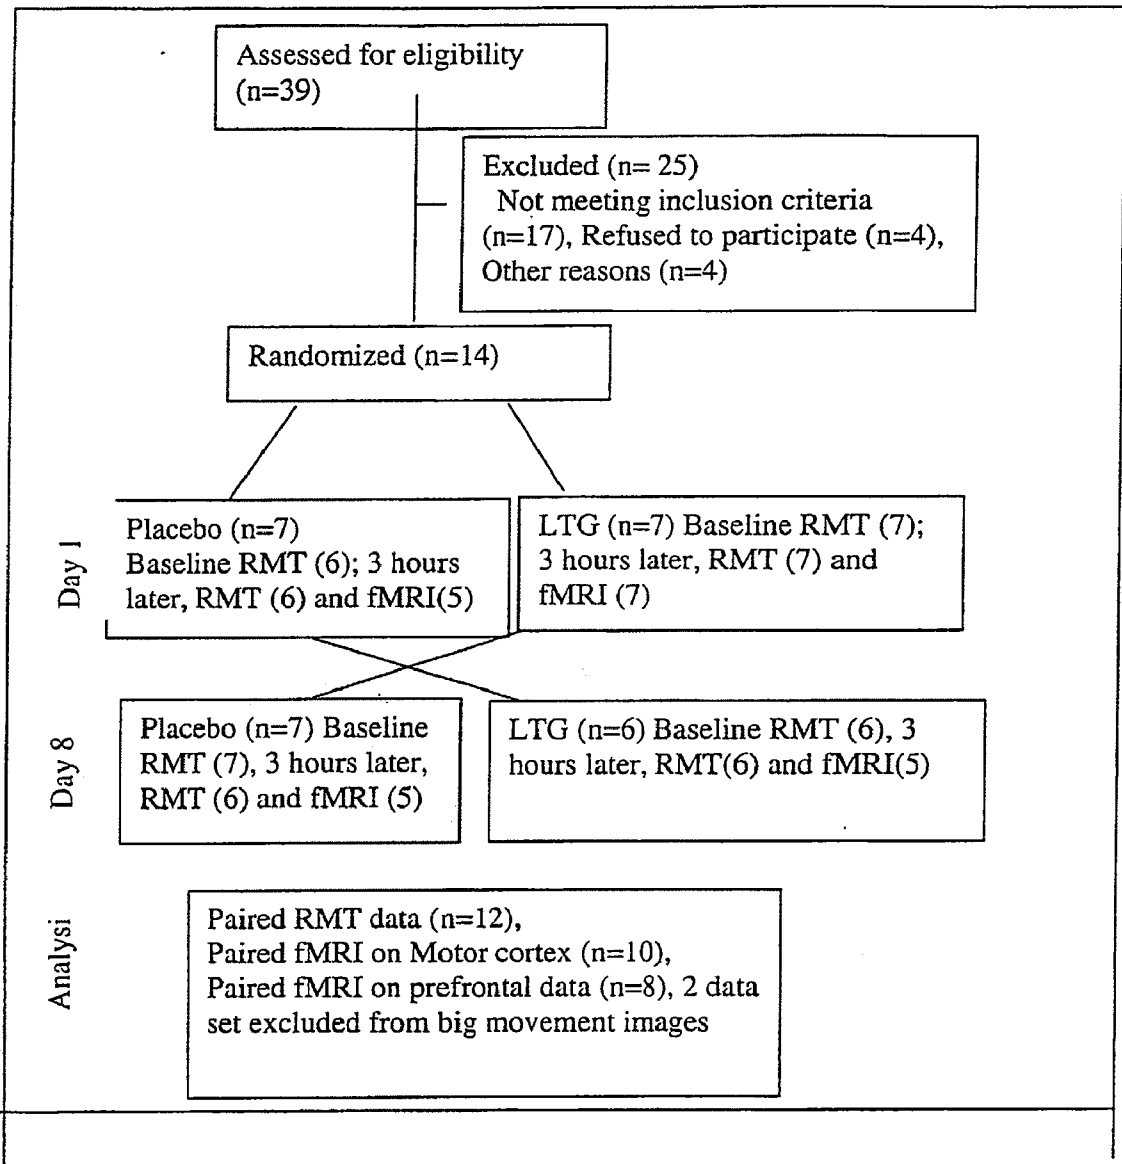 Assessed for eligibility
(n=39)
Excluded (n= 25)
Not meeting inclusion criteria
(n=17), Refused to participate (n=4),
Other reasons (n=4)
Randomized (n=14)
Day 1
Placebo (n=7)
Baseline RMT (6); 3 hours
later, RMT (6) and fMRI(5)
LTG (n=7) Baseline RMT (7);
3 hours later, RMT (7) and
fMRI (7)
Day 8
Placebo (n=7) Baseline
RMT (7), 3 hours later,
RMT (6) and fMRI (5)
LTG (n=6) Baseline RMT (6), 3
hours later, RMT(6) and fMRI(5)
Analysi
Paired RMT data (n=12),
Paired fMRI on Motor cortex (n=10),
Paired fMRI on prefrontal data (n=8), 2 data
set excluded from big movement images